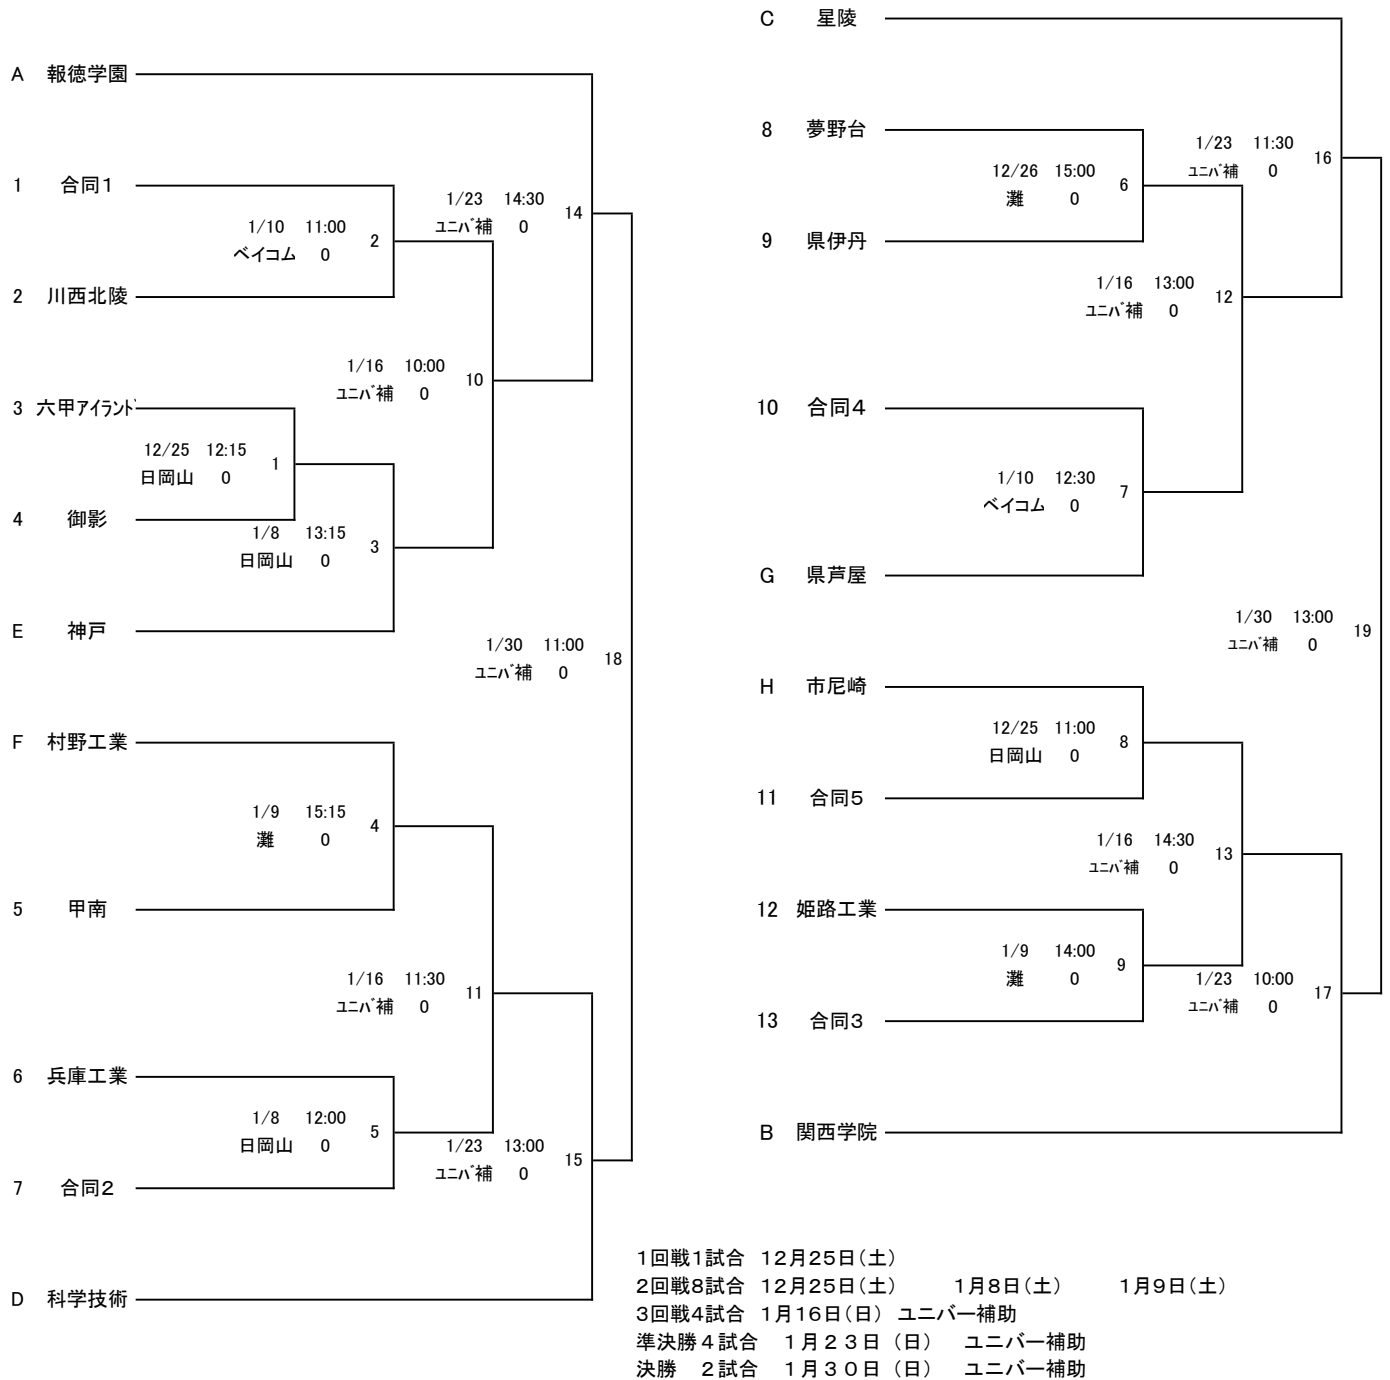 A 報徳学園
1 合同１
1/10 11:00
ベイコム 0
2
2 川西北陵
1/23 14:30
ユニバ補 0
14
3 六甲アイランド
12/25 12:15
日岡山 0
1
4 御影
1/8 13:15
日岡山 0
3
1/16 10:00
ユニバ補 0
10
E 神戸
1/30 11:00
ユニバ補 0
18
F 村野工業
1/9 15:15
灘 0
4
5 甲南
1/16 11:30
ユニバ補 0
11
6 兵庫工業
1/8 12:00
日岡山 0
5
7 合同２
1/23 13:00
ユニバ補 0
15
D 科学技術
C 星陵
8 夢野台
12/26 15:00
灘 0
6
9 県伊丹
1/23 11:30
ユニバ補 0
16
1/16 13:00
ユニバ補 0
12
10 合同４
1/10 12:30
ベイコム 0
7
G 県芦屋
1/30 13:00
ユニバ補 0
19
H 市尼崎
12/25 11:00
日岡山 0
8
11 合同５
1/16 14:30
ユニバ補 0
13
12 姫路工業
1/9 14:00
灘 0
9
13 合同３
1/23 10:00
ユニバ補 0
17
B 関西学院
１回戦１試合 １２月２５日（土）
２回戦８試合 １２月２５日（土） １月８日（土） １月９日（土）
３回戦４試合 １月１６日（日） ユニバー補助
準決勝４試合 １月２３日（日） ユニバー補助
決勝 ２試合 １月３０日（日） ユニバー補助